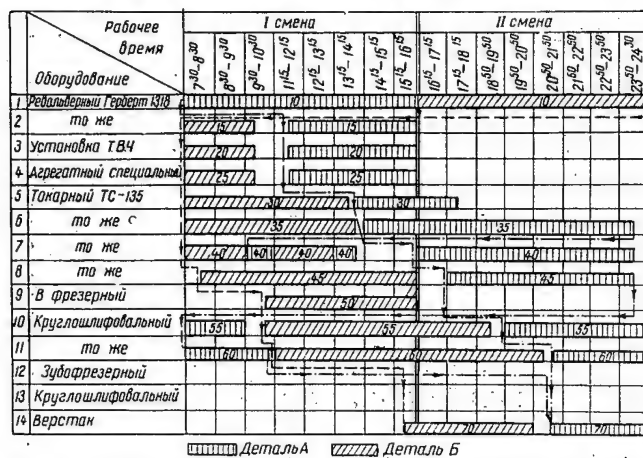 Рабочее время
Оборудование
I смена
II смена
7³⁰-8³⁰
8³⁰-9³⁰
9³⁰-10³⁰
11¹⁵-12¹⁵
12¹⁵-13¹⁵
13¹⁵-14¹⁵
14¹⁵-15¹⁵
15¹⁵-16¹⁵
16¹⁵-17¹⁵
17¹⁵-18¹⁵
18⁵⁰-19⁵⁰
19⁵⁰-20⁵⁰
20⁵⁰-21⁵⁰
21⁵⁰-22⁵⁰
22⁵⁰-23⁵⁰
23⁵⁰-24³⁰
1 Револьверный Герберт 1318 10 10
2 то же 15 15
3 Установка Т.В.Ч 20 20
4 Агрегатный специальный 25 25
5 Токарный ТС-135 30 30
6 то же 35 35
7 то же 40 40 40 40 40
8 то же 45 45
9 В фрезерный 50
10 Круглошлифовальный 55 55 55
11 то же 60 60 60
12 Зубофрезерный
13 Круглошлифовальный
14 Верстак 70 70
Деталь А Деталь Б